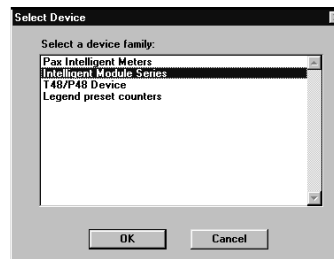 Select Device
Select a device family:
Pax Intelligent Meters
Intelligent Module Series
T48/P48 Device
Legend preset counters
OK Cancel